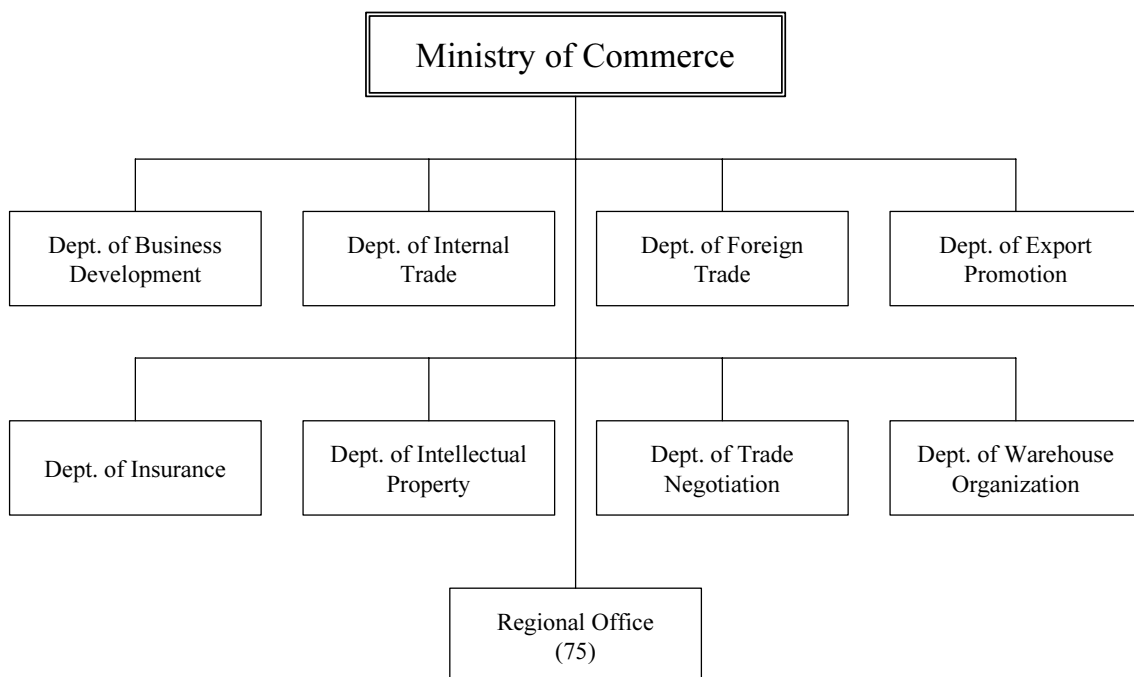 Ministry of Commerce
Dept. of Business
Development
Dept. of Internal
Trade
Dept. of Foreign
Trade
Dept. of Export
Promotion
Dept. of Insurance
Dept. of Intellectual
Property
Dept. of Trade
Negotiation
Dept. of Warehouse
Organization
Regional Office
(75)